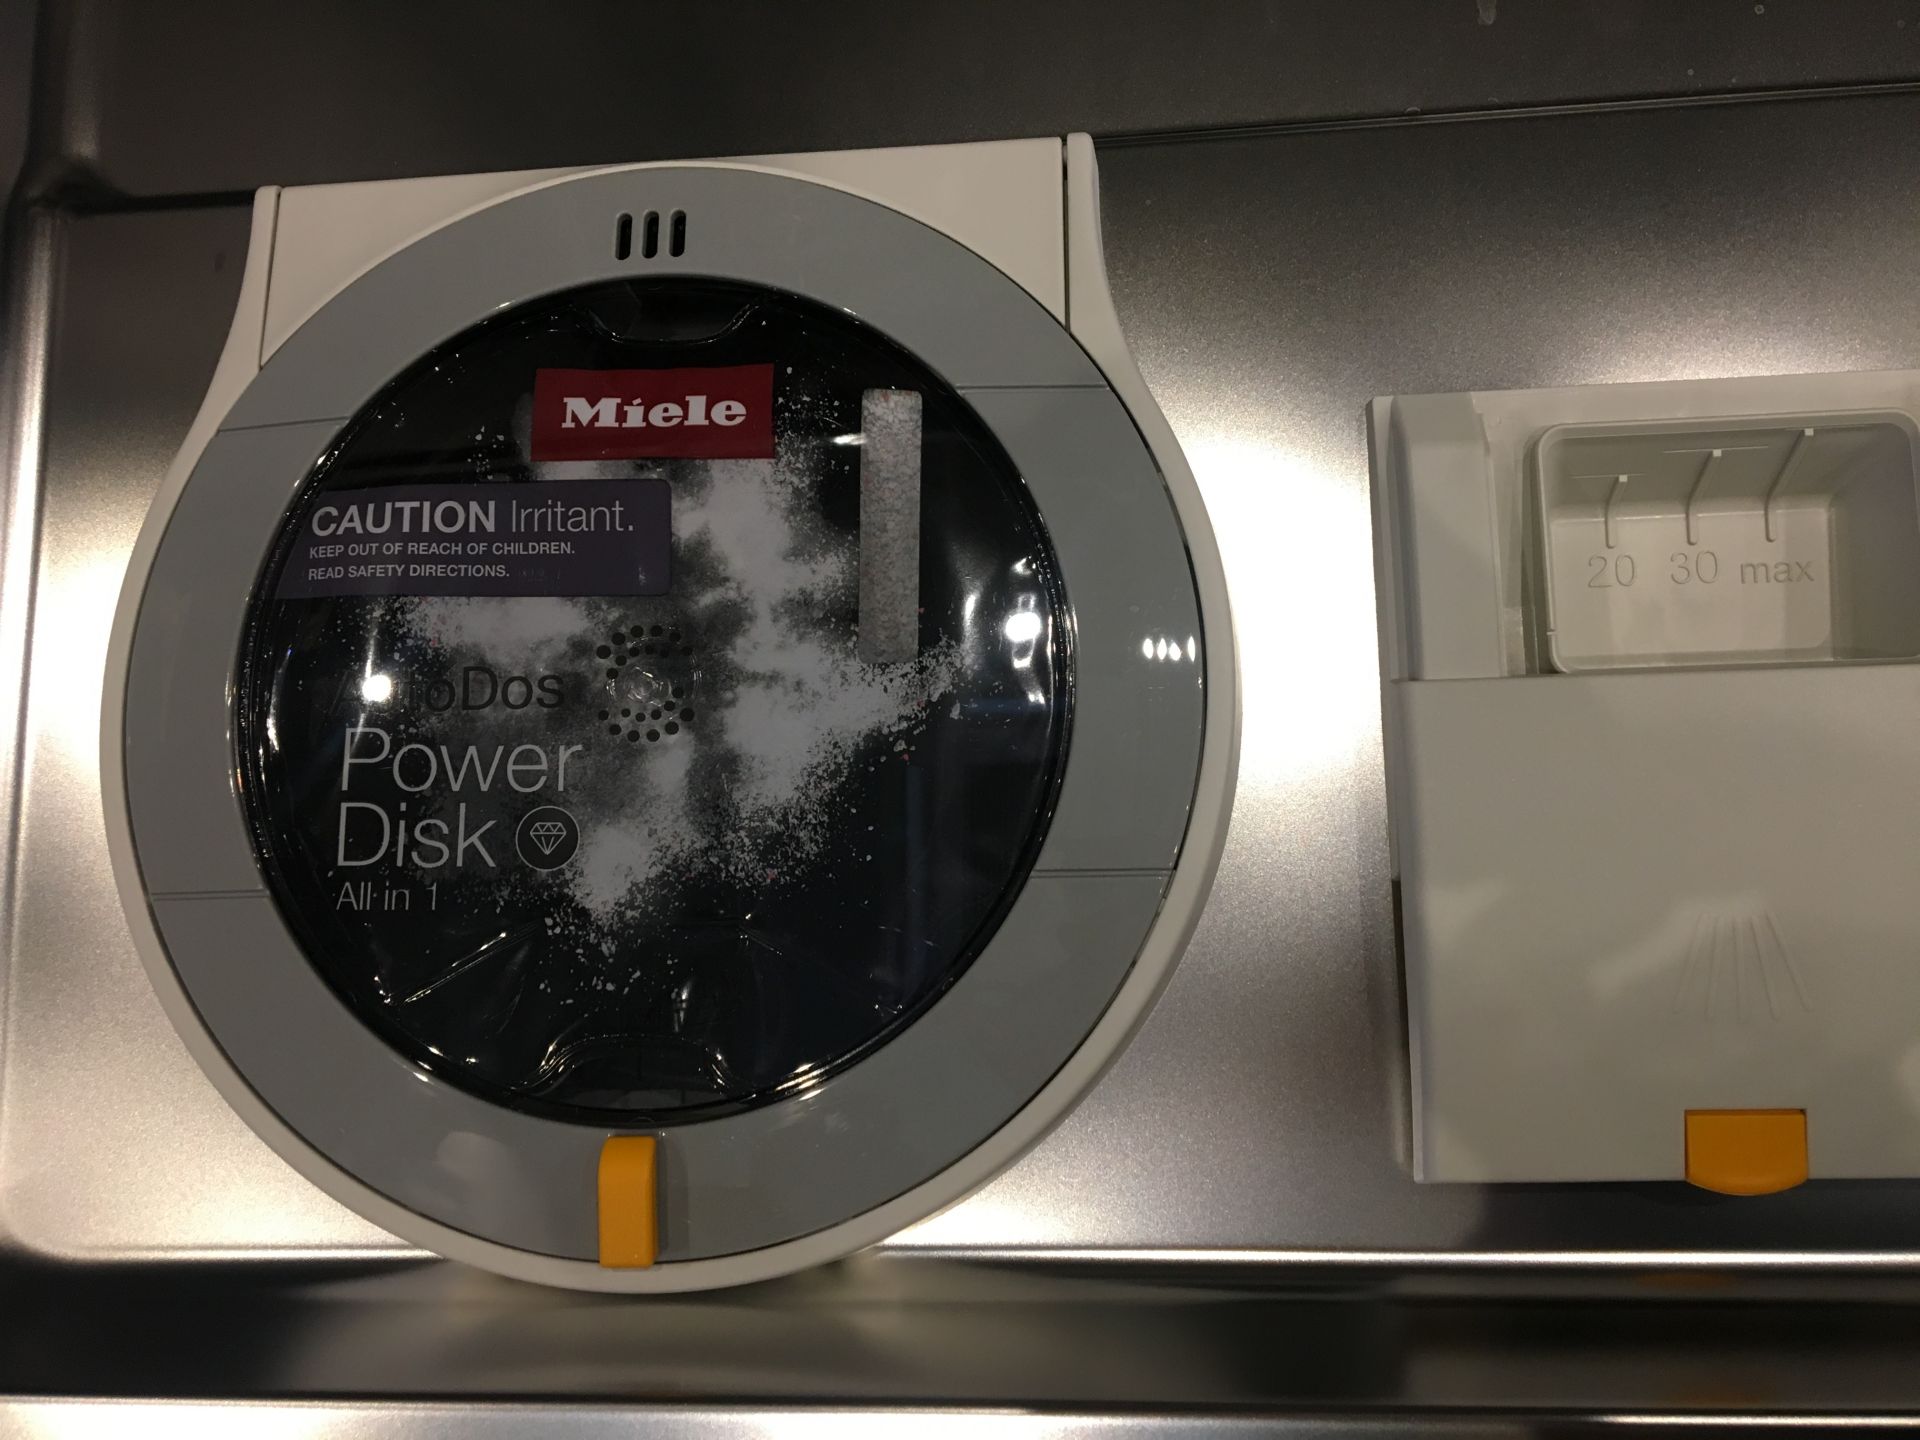 Miele
CAUTION Irritant.
KEEP OUT OF REACH OF CHILDREN.
READ SAFETY DIRECTIONS.
AutoDos
Power
Disk
All in 1
20 30 max